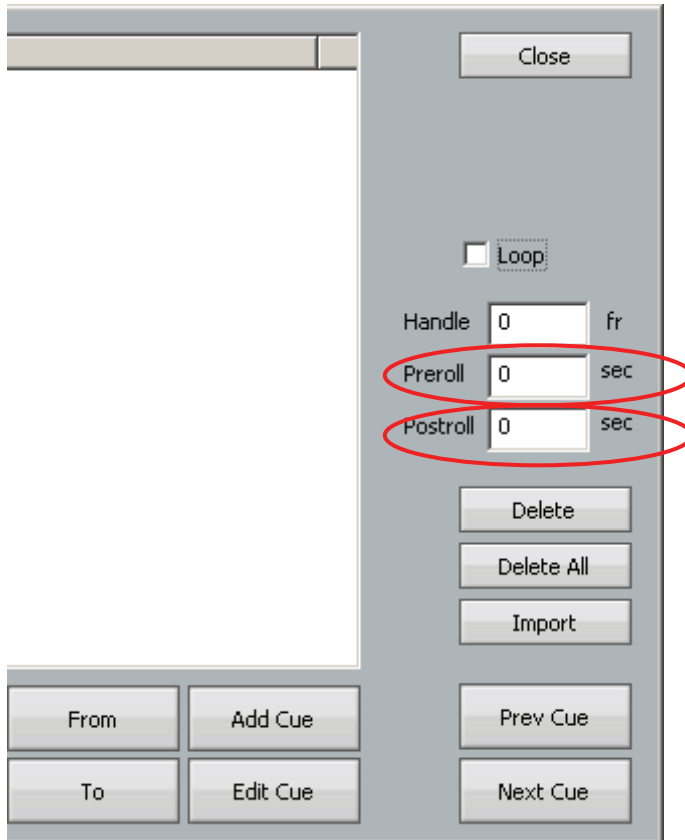 Close
Loop
Handle 0 fr
Preroll 0 sec
Postroll 0 sec
Delete
Delete All
Import
From Add Cue Prev Cue
To Edit Cue Next Cue